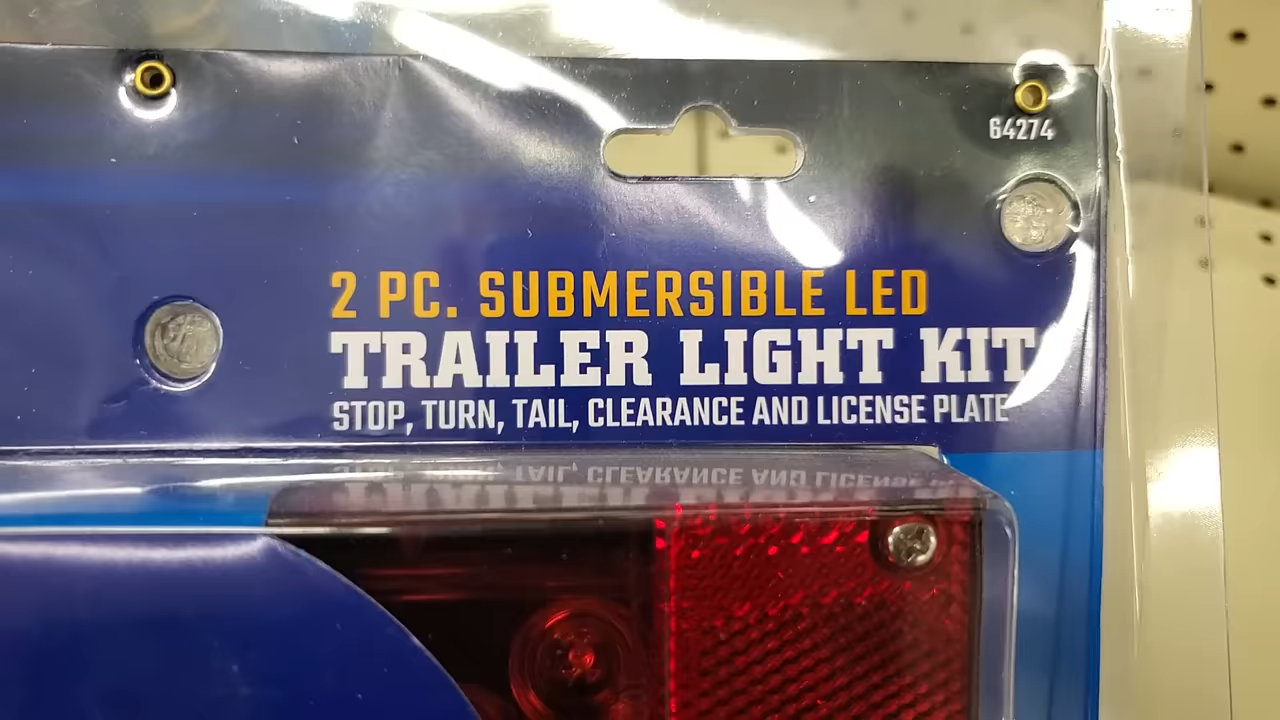 64274
2 PC. SUBMERSIBLE LED
TRAILER LIGHT KIT
STOP, TURN, TAIL, CLEARANCE AND LICENSE PLATE